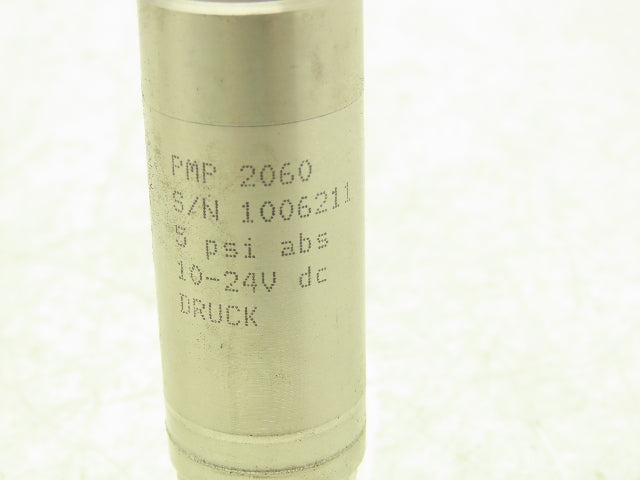 PMP 2060
S/N 1006211
5 psi abs
10-24V dc
DRUCK